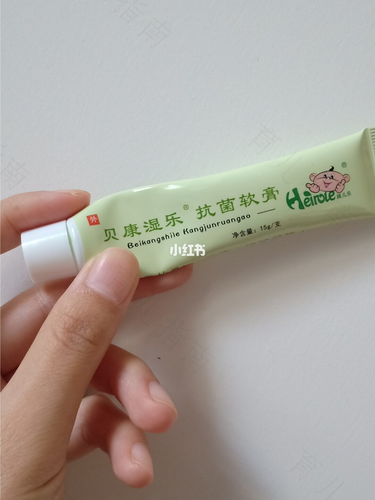 外
贝康湿乐® 抗菌软膏
Beikangshile Kangjunruangao
净含量：15g/支
Heirole®
小红书